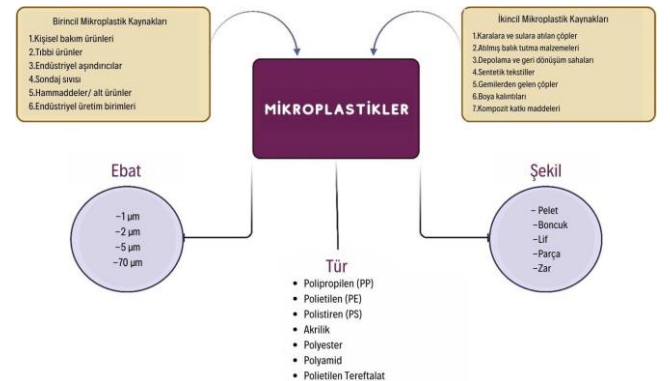 Birincil Mikroplastik Kaynakları
1.Kişisel bakım ürünleri
2.Tıbbi ürünler
3.Endüstriyel aşındırıcılar
4.Sondaj sıvısı
5.Hammaddeler/ alt ürünler
6.Endüstriyel üretim birimleri
MİKROPLASTİKLER
İkincil Mikroplastik Kaynakları
1.Karalara ve sulara atılan çöpler
2.Atılmış balık tutma malzemeleri
3.Depolama ve geri dönüşüm sahaları
4.Sentetik tekstiller
5.Gemilerden gelen çöpler
6.Boya kalıntıları
7.Kompozit katkı maddeleri
Ebat
–1 µm
–2 µm
–5 µm
–70 µm
Tür
• Polipropilen (PP)
• Polietilen (PE)
• Polistiren (PS)
• Akrilik
• Polyester
• Polyamid
• Polietilen Tereftalat
Şekil
– Pelet
–Boncuk
–Lif
–Parça
–Zar